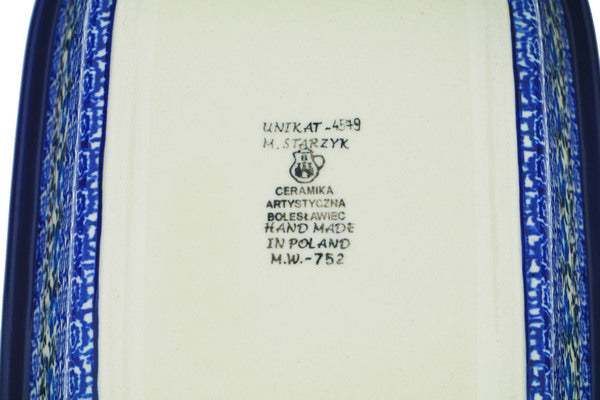 UNIKAT-4579
M. STARZYK
CERAMIKA
ARTYSTYCZNA
BOLESŁAWIEC
HAND MADE
IN POLAND
M.W.-752